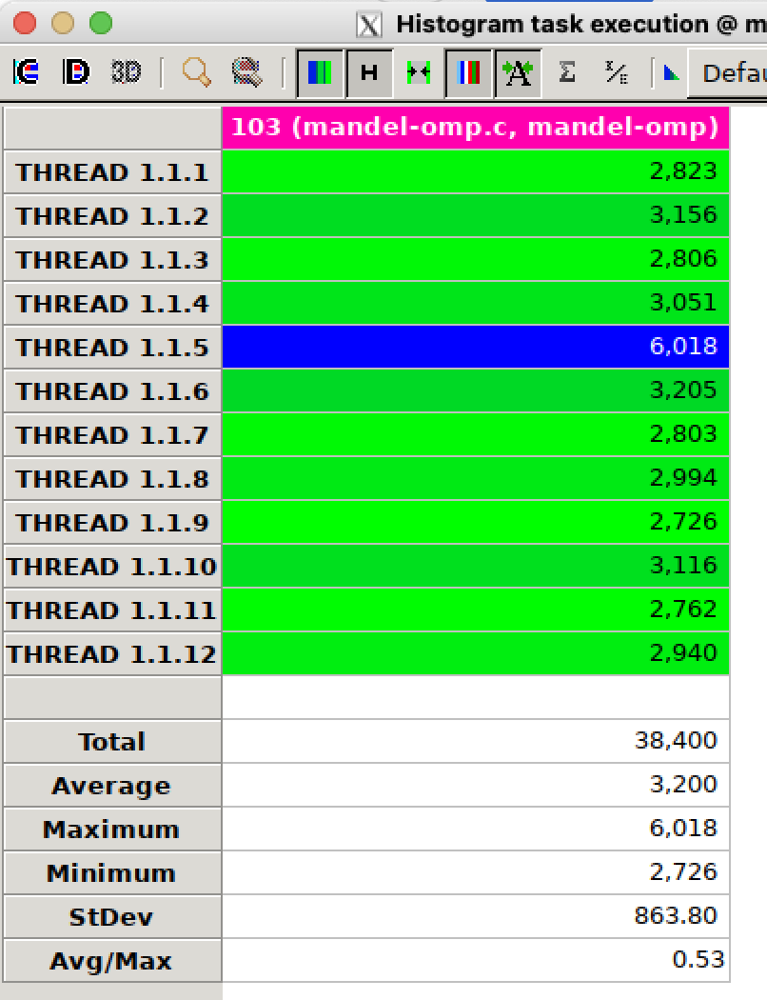 Histogram task execution @ m
3D H A Σ Defau
103 (mandel-omp.c, mandel-omp)
THREAD 1.1.1 2,823
THREAD 1.1.2 3,156
THREAD 1.1.3 2,806
THREAD 1.1.4 3,051
THREAD 1.1.5 6,018
THREAD 1.1.6 3,205
THREAD 1.1.7 2,803
THREAD 1.1.8 2,994
THREAD 1.1.9 2,726
THREAD 1.1.10 3,116
THREAD 1.1.11 2,762
THREAD 1.1.12 2,940
Total 38,400
Average 3,200
Maximum 6,018
Minimum 2,726
StDev 863.80
Avg/Max 0.53